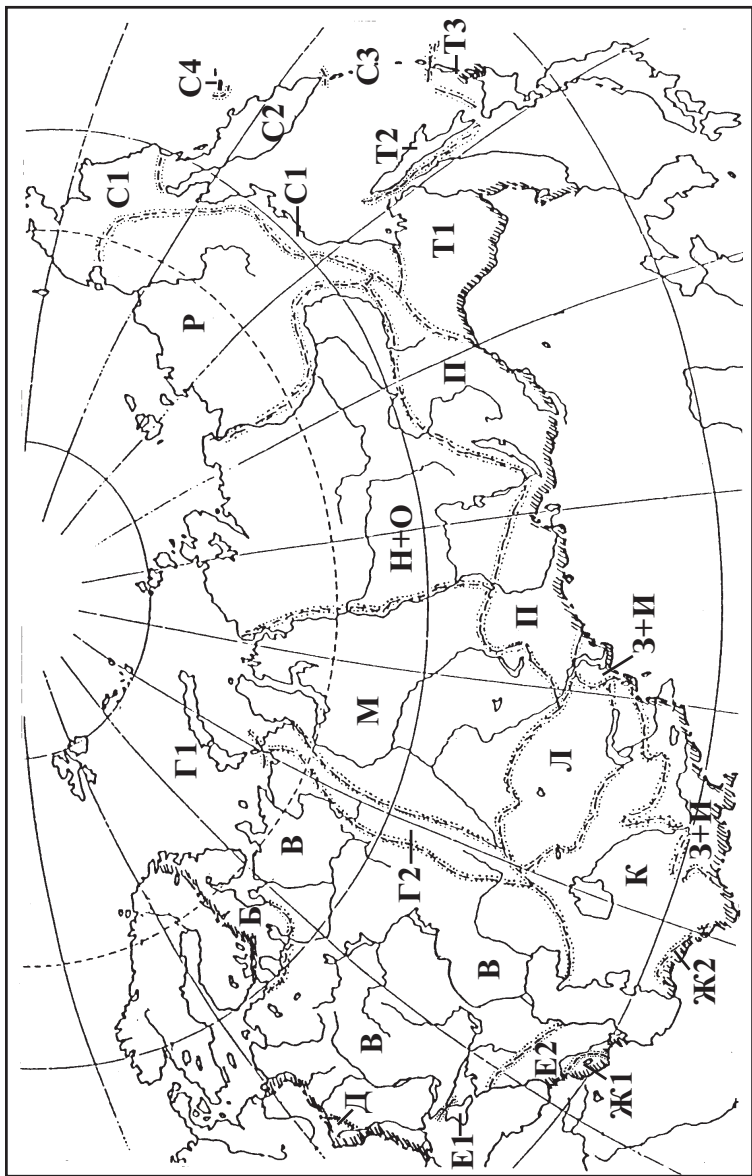 С4
С3
Т3
С2
С1
С1
Т2
Т1
Р
П
Н+О
П
З+И
М
Л
Г1
В
Г2
З+И
К
Б
В
В
Ж2
Д
Е1
Е2
Ж1